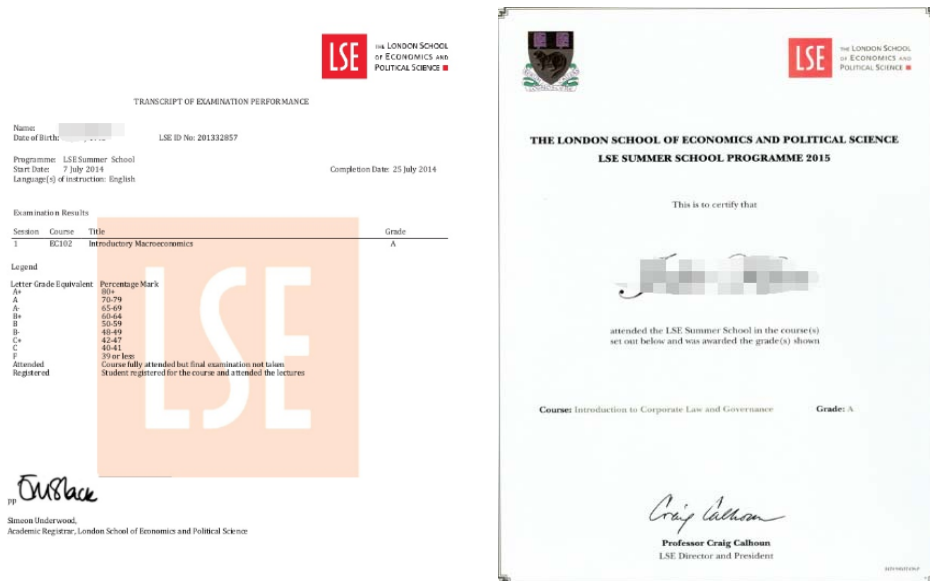 LSE
THE LONDON SCHOOL
OF ECONOMICS AND
POLITICAL SCIENCE
TRANSCRIPT OF EXAMINATION PERFORMANCE
Name:
Date of Birth:
LSE ID No: 201332857
Programme: LSE Summer School
Start Date: 7 July 2014
Completion Date: 25 July 2014
Language(s) of instruction: English
Examination Results
Session Course Title Grade
1 EC102 Introductory Macroeconomics A
Legend
Letter Grade Equivalent Percentage Mark
A+ 80+
A 70-79
A- 65-69
B+ 60-64
B 50-59
B- 48-49
C+ 42-47
C 40-41
F 39 or less
Attended Course fully attended but final examination not taken
Registered Student registered for the course and attended the lectures
LSE
pp
Simeon Underwood,
Academic Registrar, London School of Economics and Political Science
LSE
THE LONDON SCHOOL
OF ECONOMICS AND
POLITICAL SCIENCE
THE LONDON SCHOOL OF ECONOMICS AND POLITICAL SCIENCE
LSE SUMMER SCHOOL PROGRAMME 2015
This is to certify that
attended the LSE Summer School in the course(s)
set out below and was awarded the grade(s) shown
Course: Introduction to Corporate Law and Governance
Grade: A
Craig Calhoun
Professor Craig Calhoun
LSE Director and President